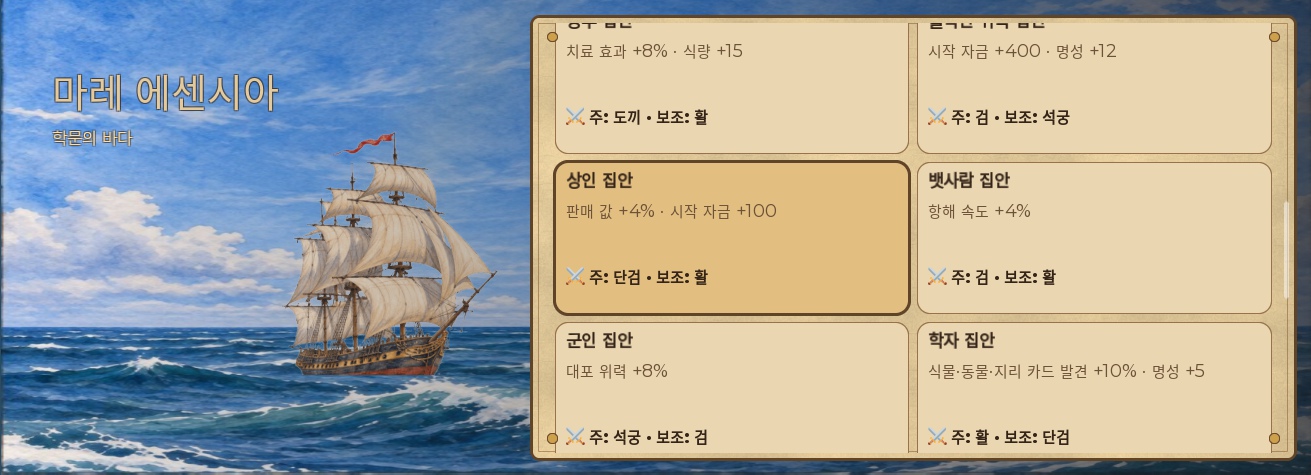 마레 에센시아
학문의 바다
치료 효과 +8% · 식량 +15
⚔ 주: 도끼 • 보조: 활
시작 자금 +400 · 명성 +12
⚔ 주: 검 • 보조: 석궁
상인 집안
판매 값 +4% · 시작 자금 +100
⚔ 주: 단검 • 보조: 활
뱃사람 집안
항해 속도 +4%
⚔ 주: 검 • 보조: 활
군인 집안
대포 위력 +8%
⚔ 주: 석궁 • 보조: 검
학자 집안
식물·동물·지리 카드 발견 +10% · 명성 +5
⚔ 주: 활 • 보조: 단검